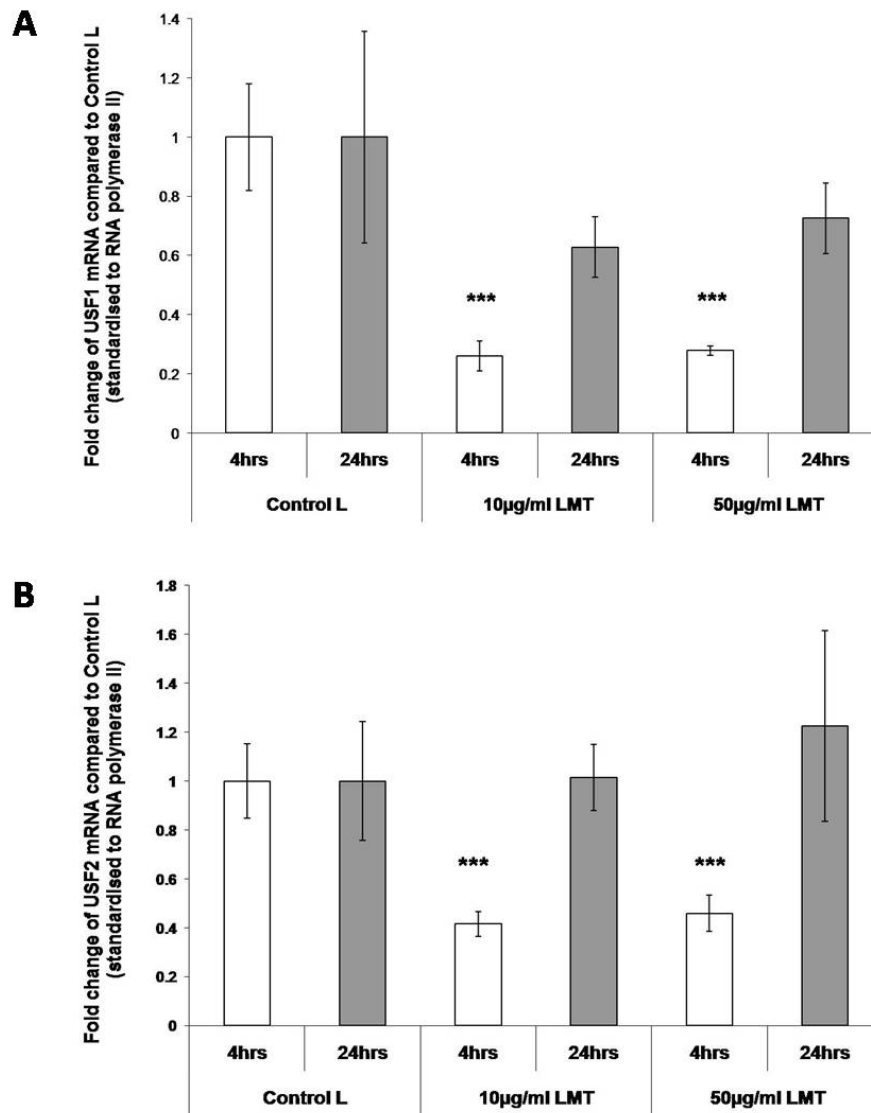 A
Fold change of USF1 mRNA compared to Control L
(standardised to RNA polymerase II)
1.4
1.2
1
0.8
0.6
0.4
0.2
0
*** ***
4hrs 24hrs 4hrs 24hrs 4hrs 24hrs
Control L 10µg/ml LMT 50µg/ml LMT
B
Fold change of USF2 mRNA compared to Control L
(standardised to RNA polymerase II)
1.8
1.6
1.4
1.2
1
0.8
0.6
0.4
0.2
0
*** ***
4hrs 24hrs 4hrs 24hrs 4hrs 24hrs
Control L 10µg/ml LMT 50µg/ml LMT